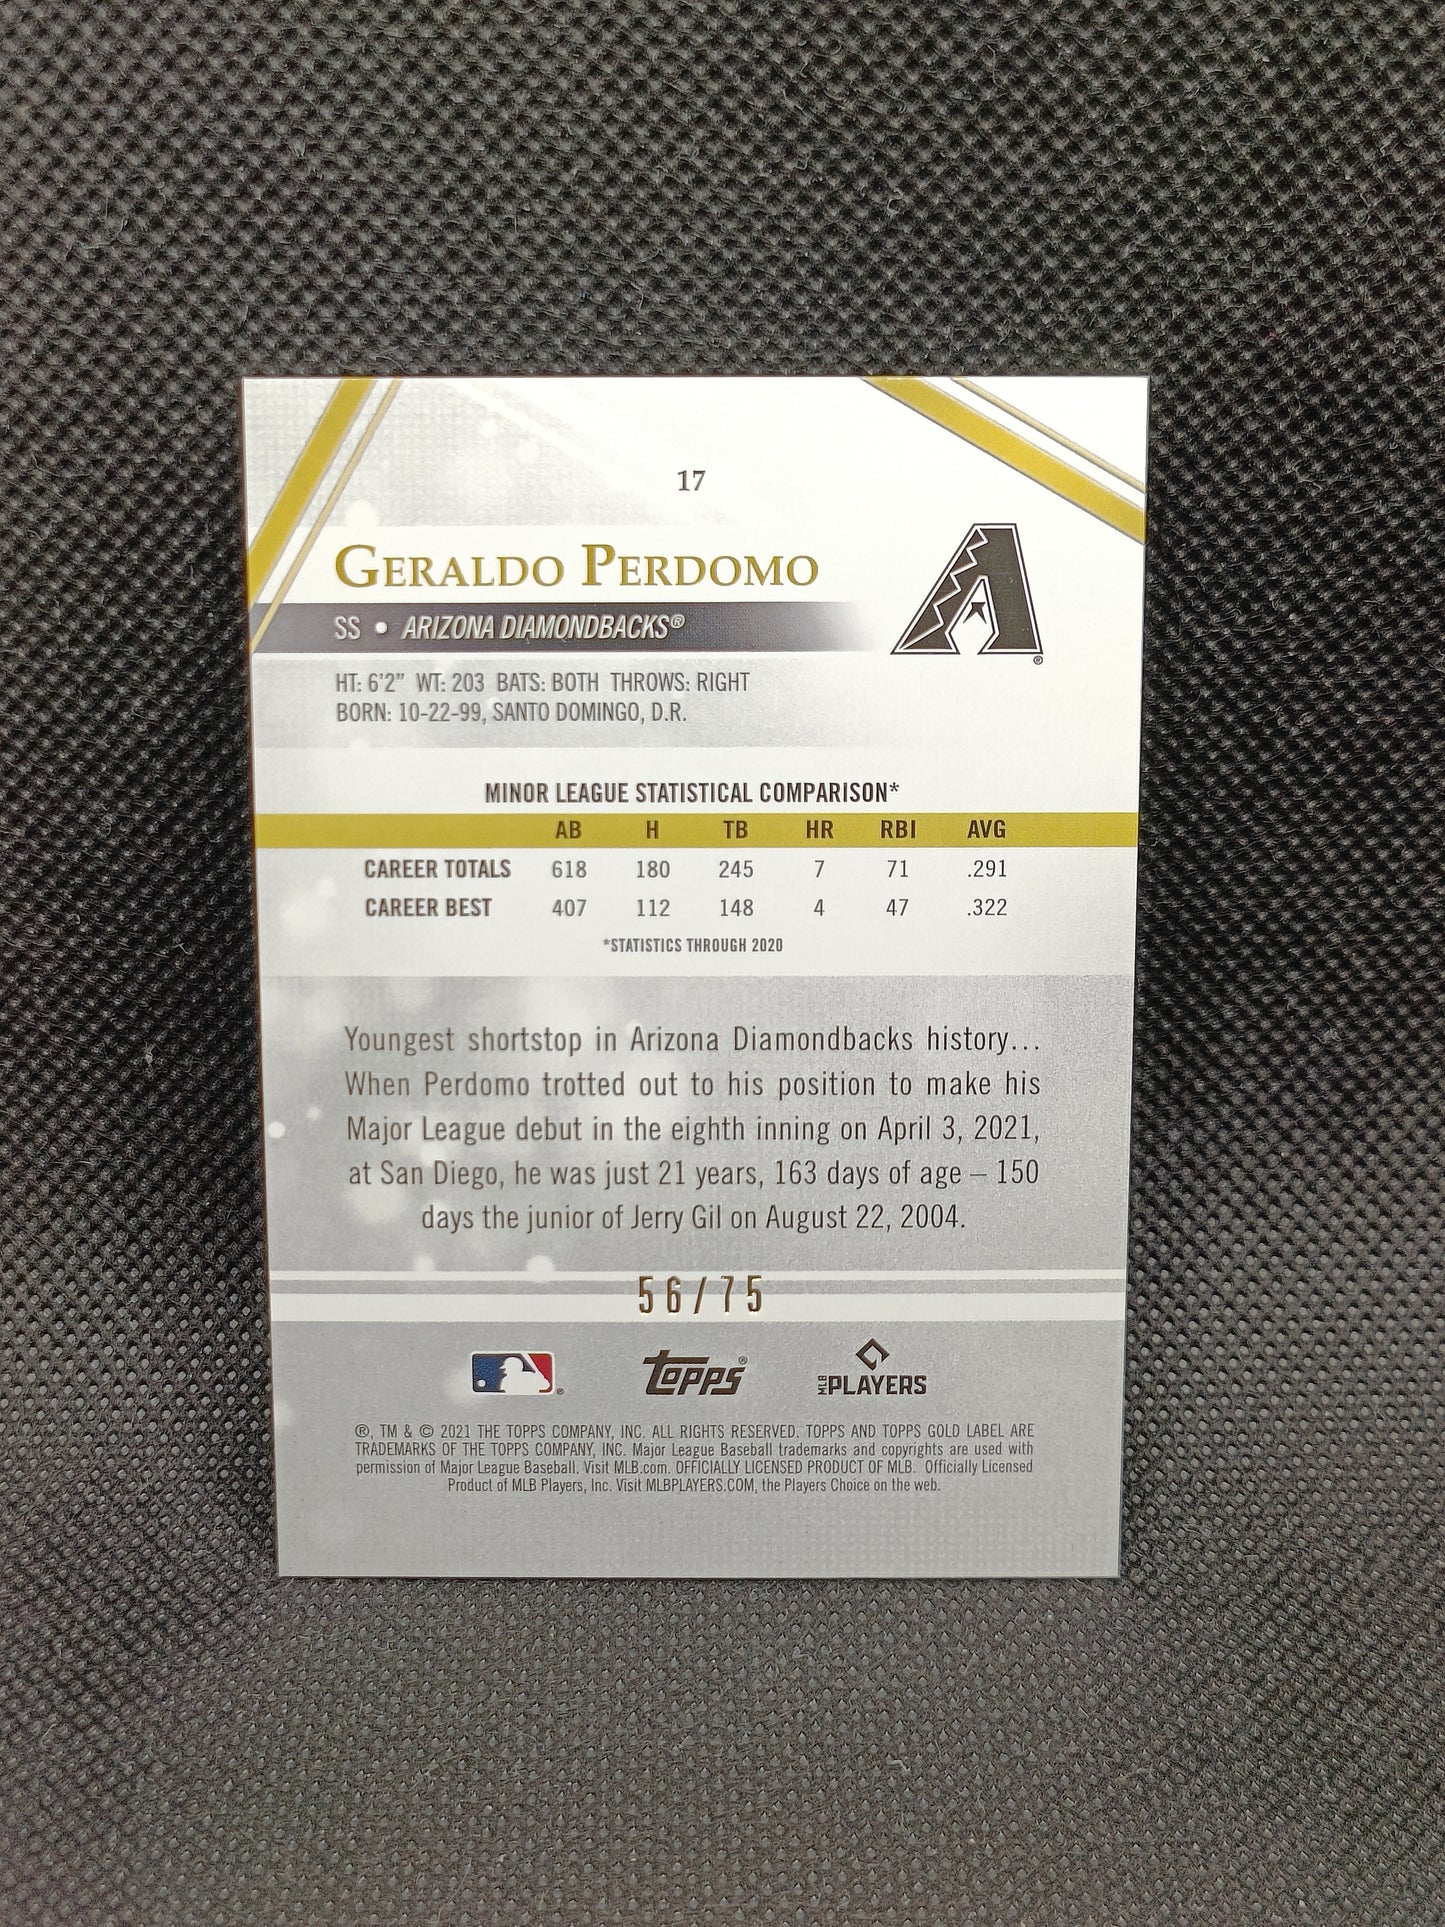 17
GERALDO PERDOMO
SS • ARIZONA DIAMONDBACKS®
HT: 6'2" WT: 203 BATS: BOTH THROWS: RIGHT
BORN: 10-22-99, SANTO DOMINGO, D.R.
MINOR LEAGUE STATISTICAL COMPARISON*
AB H TB HR RBI AVG
CAREER TOTALS 618 180 245 7 71 .291
CAREER BEST 407 112 148 4 47 .322
*STATISTICS THROUGH 2020
Youngest shortstop in Arizona Diamondbacks history...
When Perdomo trotted out to his position to make his
Major League debut in the eighth inning on April 3, 2021,
at San Diego, he was just 21 years, 163 days of age – 150
days the junior of Jerry Gil on August 22, 2004.
56/75
topps® MLB PLAYERS
®, TM & © 2021 THE TOPPS COMPANY, INC. ALL RIGHTS RESERVED. TOPPS AND TOPPS GOLD LABEL ARE
TRADEMARKS OF THE TOPPS COMPANY, INC. Major League Baseball trademarks and copyrights are used with
permission of Major League Baseball. Visit MLB.com. OFFICIALLY LICENSED PRODUCT OF MLB. Officially Licensed
Product of MLB Players, Inc. Visit MLBPLAYERS.COM, the Players Choice on the web.